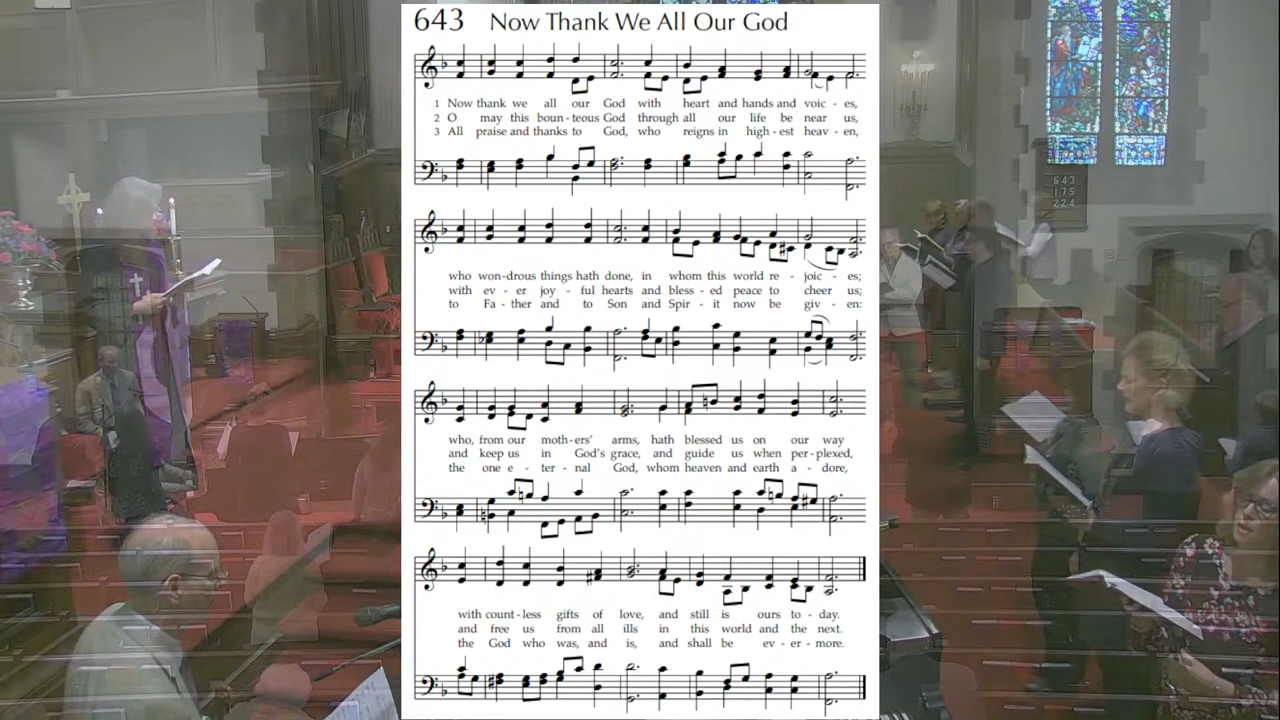 643 Now Thank We All Our God
1 Now thank we all our God with heart and hands and voic - es,
2 O may this boun - teous God through all our life be near us,
3 All praise and thanks to God, who reigns in high - est heav - en,
who won - drous things hath done, in whom this world re - joic - es;
with ev - er joy - ful hearts and bless - ed peace to cheer us;
to Fa - ther and to Son and Spir - it now be giv - en:
who, from our moth - ers' arms, hath blessed us on our way
and keep us in God's grace, and guide us when per - plexed,
the one e - ter - nal God, whom heaven and earth a - dore,
with count - less gifts of love, and still is ours to - day.
and free us from all ills in this world and the next.
the God who was, and is, and shall be ev - er - more.
643
175
224